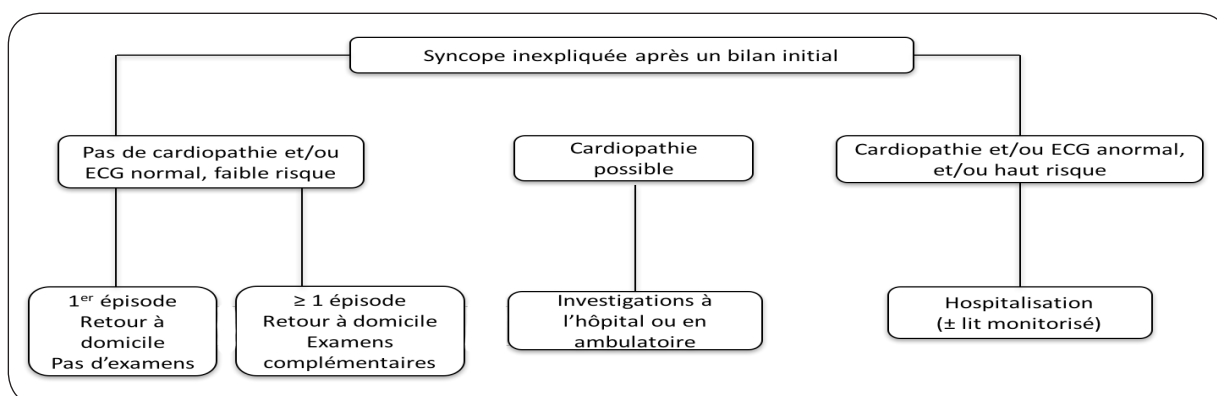 Syncope inexpliquée après un bilan initial
Pas de cardiopathie et/ou
ECG normal, faible risque
Cardiopathie
possible
Cardiopathie et/ou ECG anormal,
et/ou haut risque
1er épisode
Retour à
domicile
Pas d’examens
≥ 1 épisode
Retour à domicile
Examens
complémentaires
Investigations à
l’hôpital ou en
ambulatoire
Hospitalisation
(± lit monitorisé)